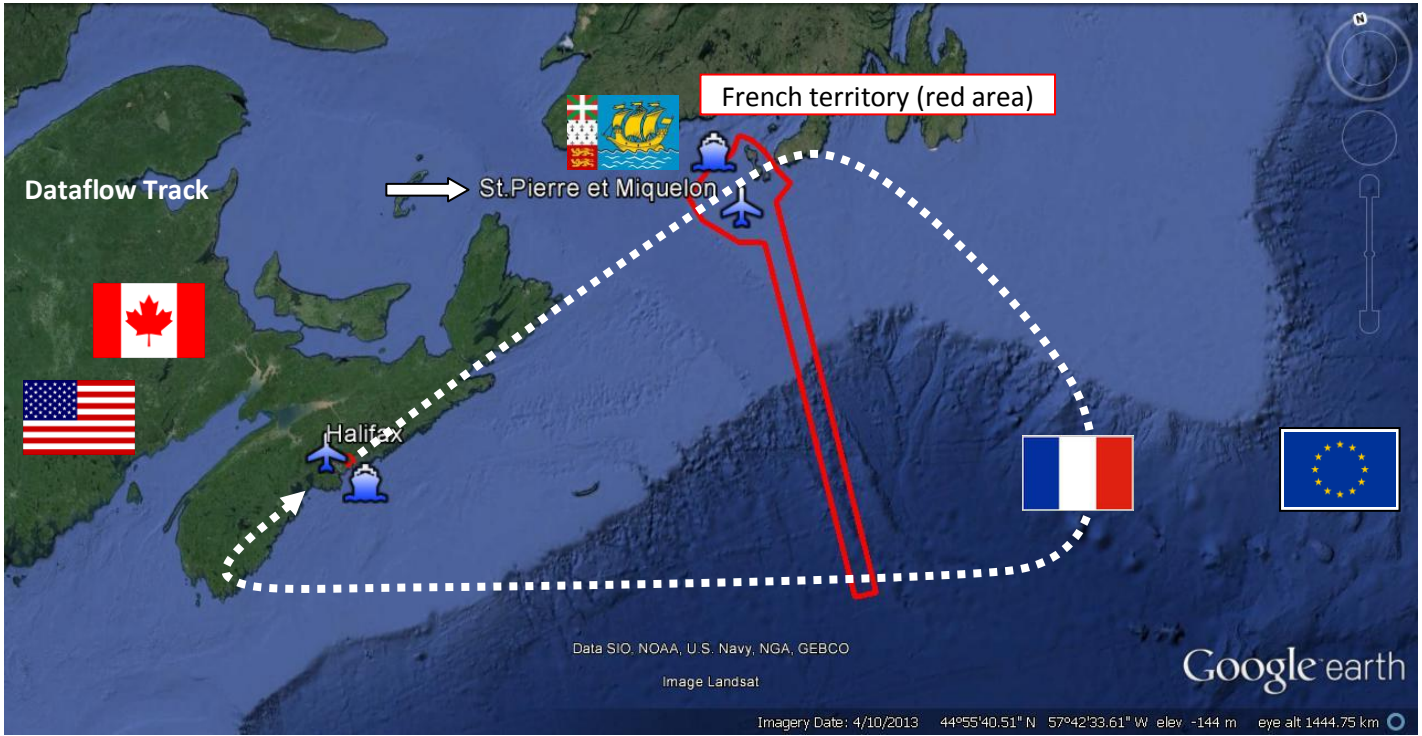 N
French territory (red area)
Dataflow Track
St.Pierre et Miquelon
Halifax
Data SIO, NOAA, U.S. Navy, NGA, GEBCO
Image Landsat
Google earth
Imagery Date: 4/10/2013 44°55'40.51" N 57°42'33.61" W elev -144 m eye alt 1444.75 km